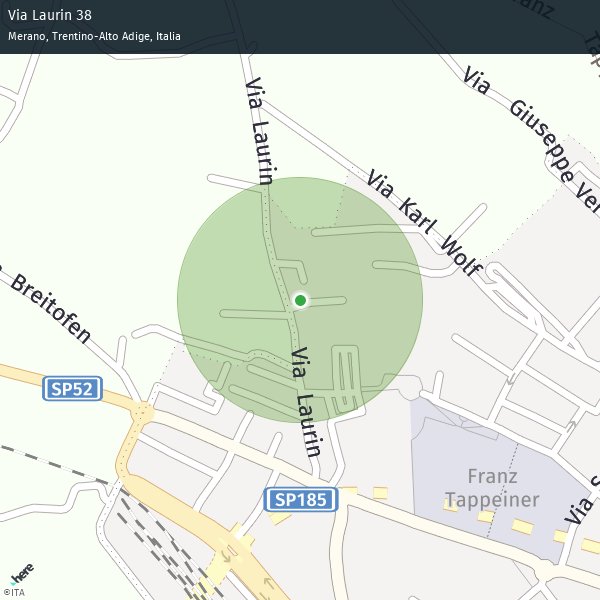 Via Laurin 38
Merano, Trentino-Alto Adige, Italia
Via Laurin
Via Giuseppe Ver
Via Karl Wolf
Breitofen
SP52
Via Laurin
SP185
Franz
Tappeiner
Via S
here
©ITA